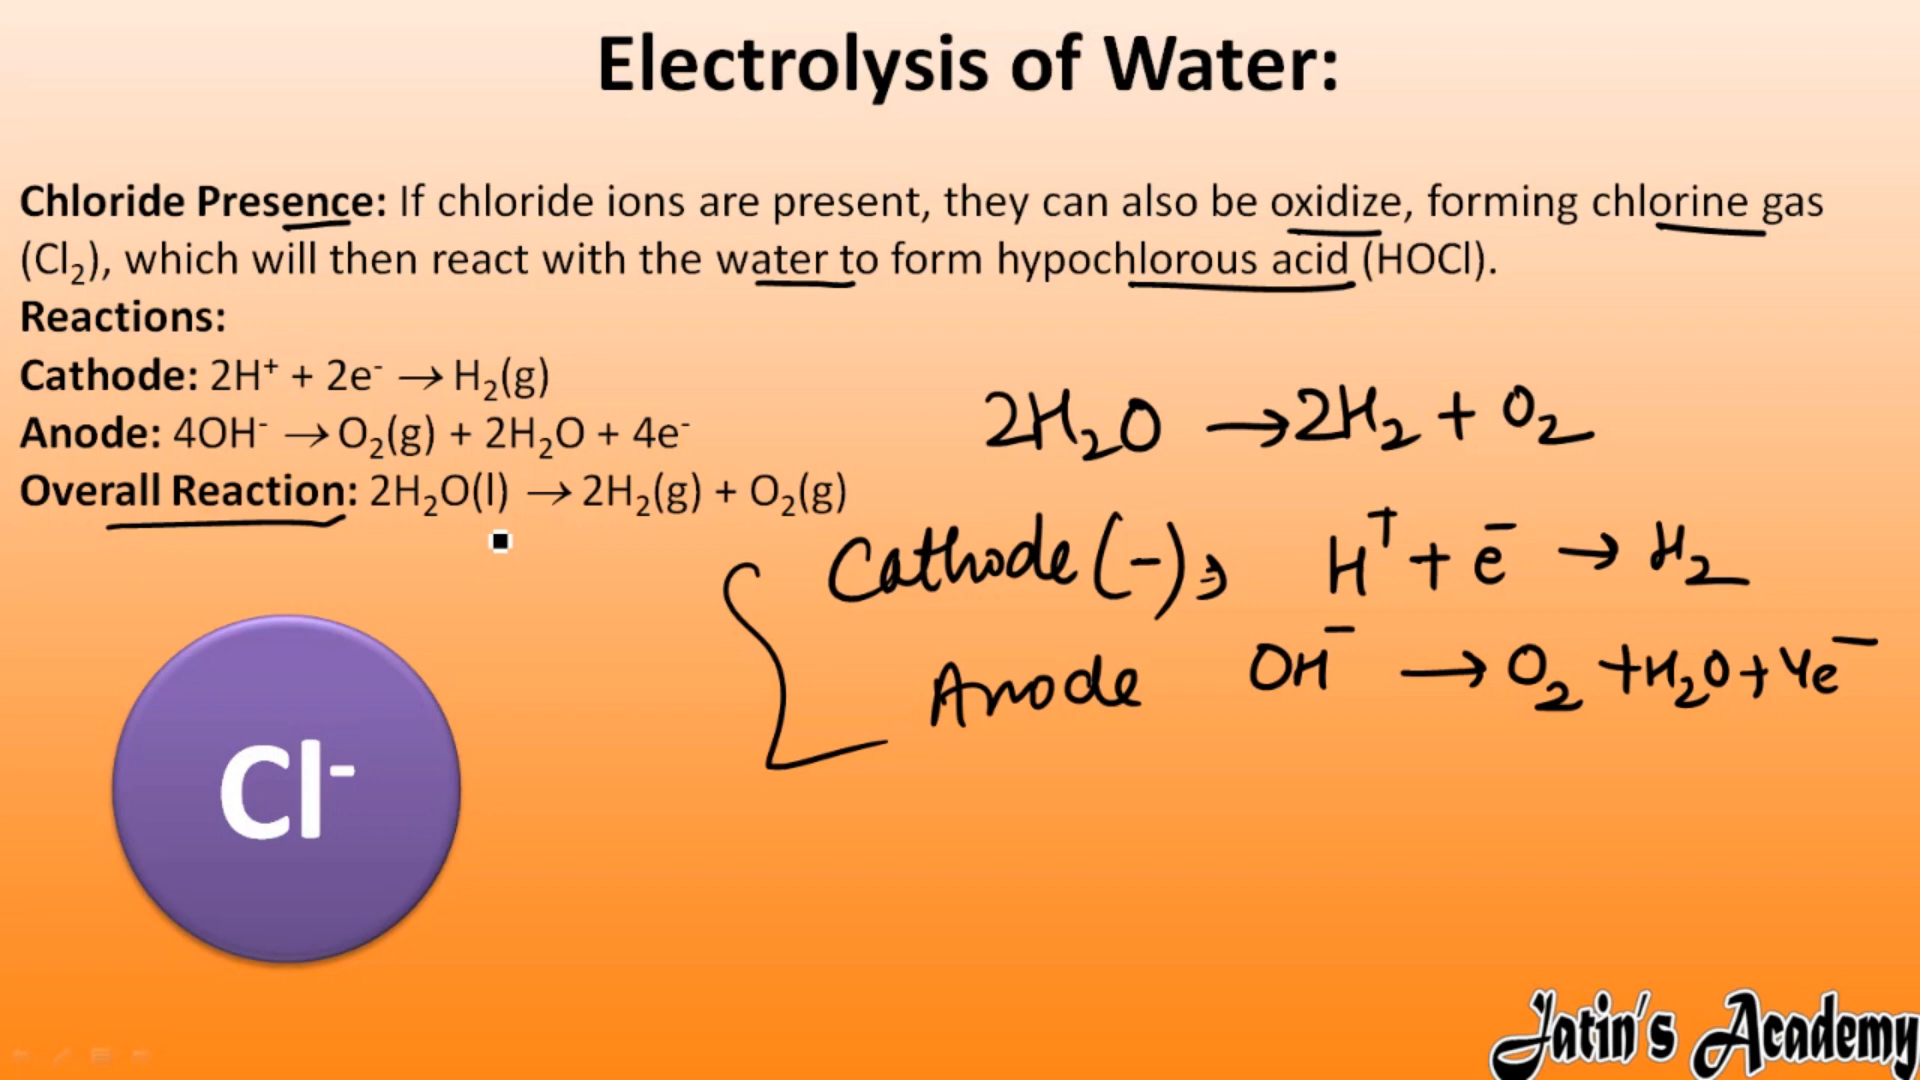 Electrolysis of Water:
Chloride Presence: If chloride ions are present, they can also be oxidize, forming chlorine gas
(Cl₂), which will then react with the water to form hypochlorous acid (HOCl).
Reactions:
Cathode: 2H⁺ + 2e⁻ → H₂(g)
Anode: 4OH⁻ → O₂(g) + 2H₂O + 4e⁻
Overall Reaction: 2H₂O(l) → 2H₂(g) + O₂(g)
2H₂O → 2H₂ + O₂
Cathode (-) H⁺ + e⁻ → H₂
Anode OH⁻ → O₂ + H₂O + 4e⁻
Cl⁻
Jatin's Academy